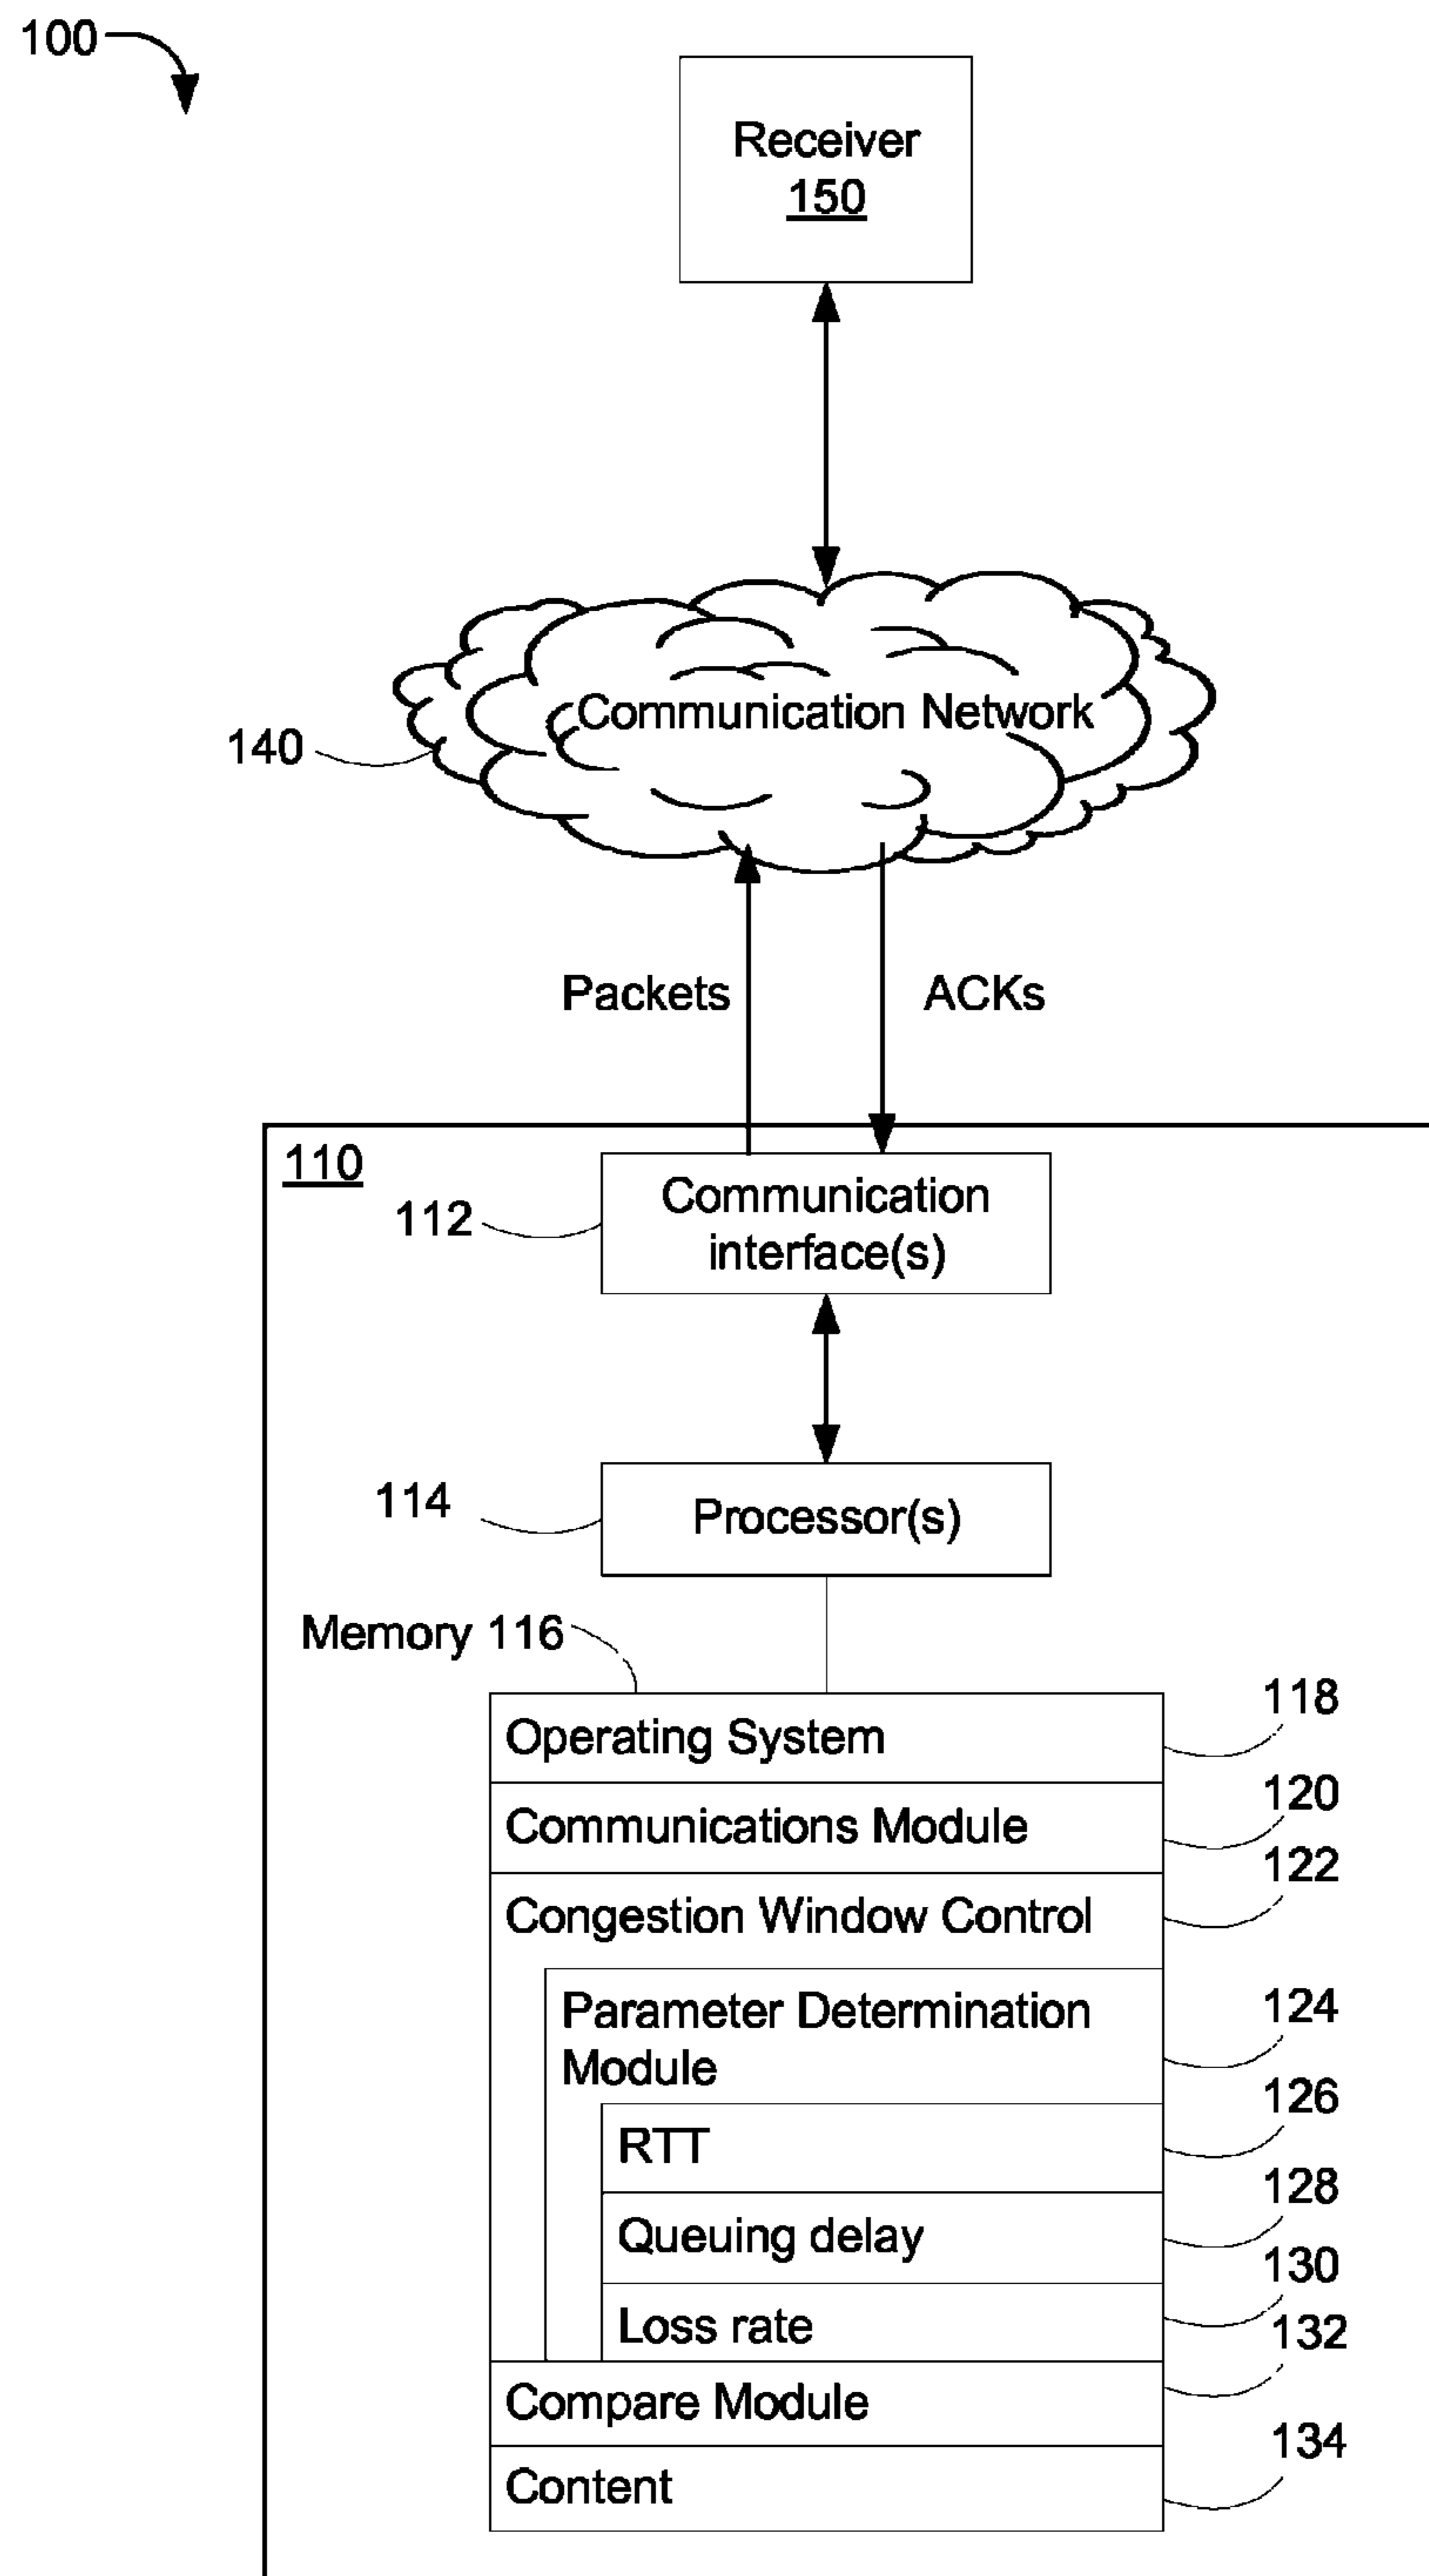 100
Receiver
150
Communication Network
140
Packets
ACKs
110
112
Communication
interface(s)
114
Processor(s)
Memory 116
Operating System
118
Communications Module
120
Congestion Window Control
122
Parameter Determination
Module
124
RTT
126
Queuing delay
128
Loss rate
130
Compare Module
132
Content
134